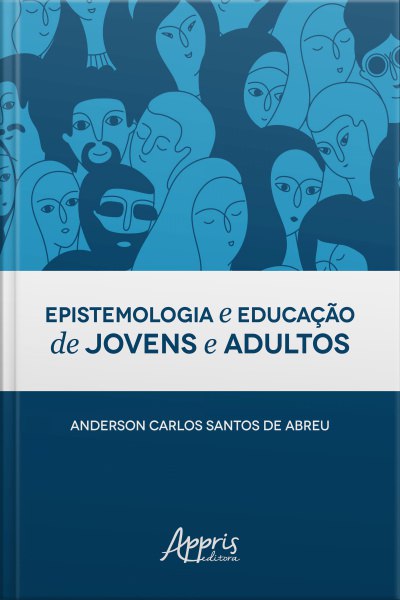 EPISTEMOLOGIA e EDUCAÇÃO
de JOVENS e ADULTOS
ANDERSON CARLOS SANTOS DE ABREU
Appris
editora